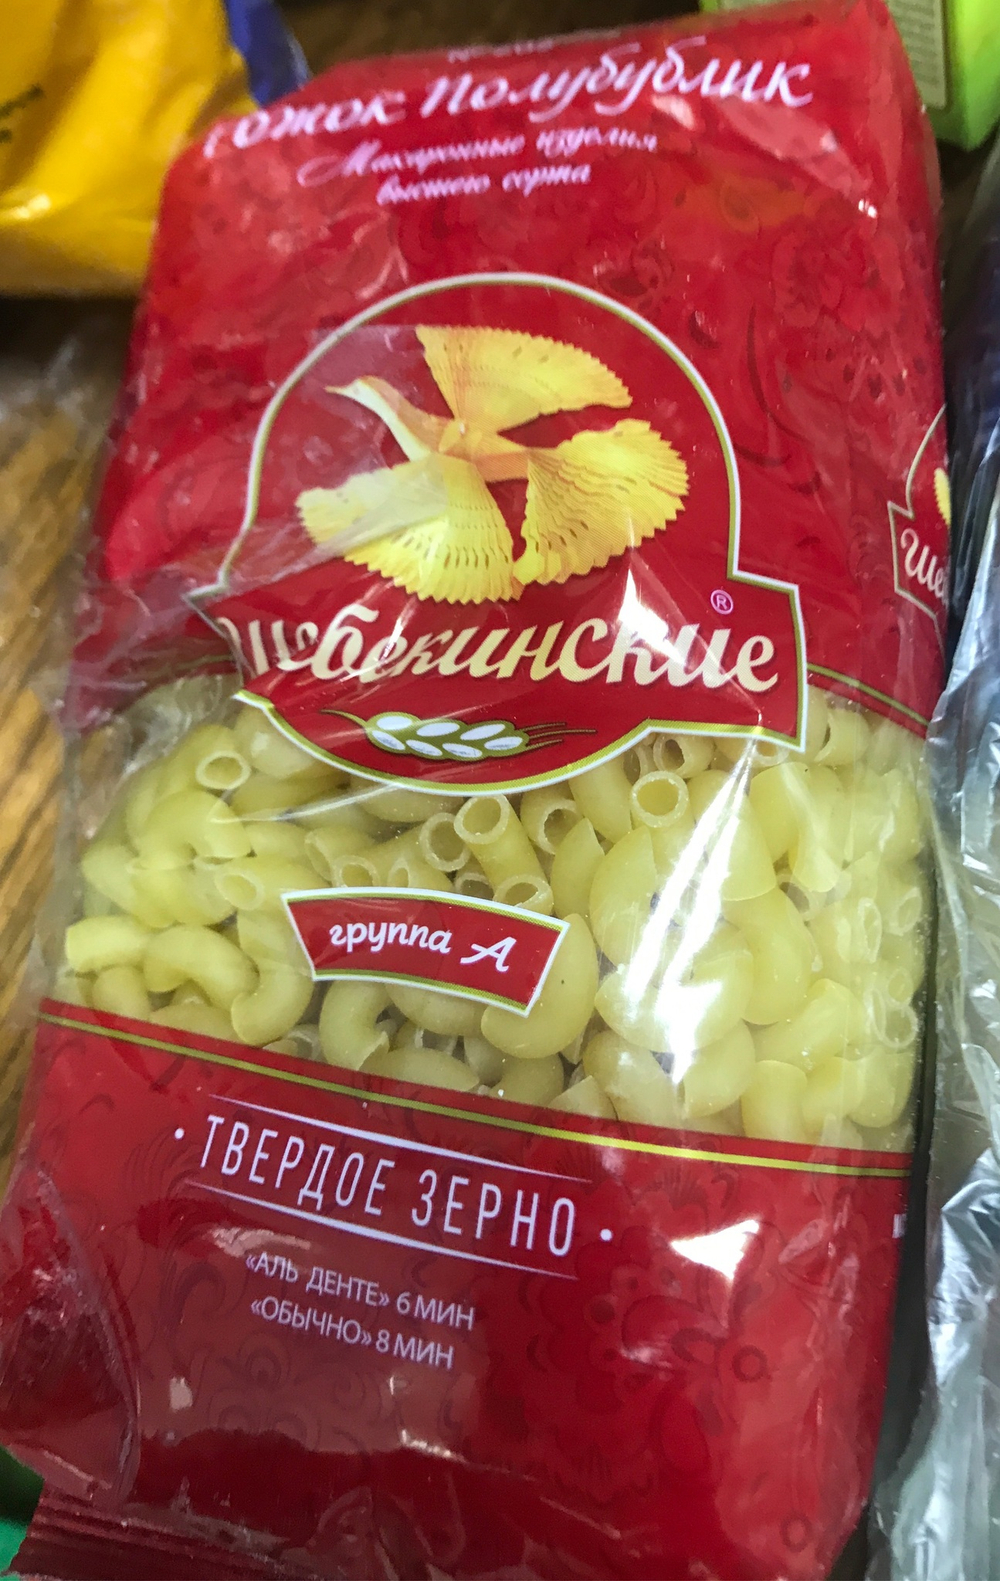 Рожок Полубублик
Макаронные изделия
высшего сорта
®
Шебекинские
группа А
• ТВЕРДОЕ ЗЕРНО •
«АЛЬ ДЕНТЕ» 6 МИН
«ОБЫЧНО» 8 МИН